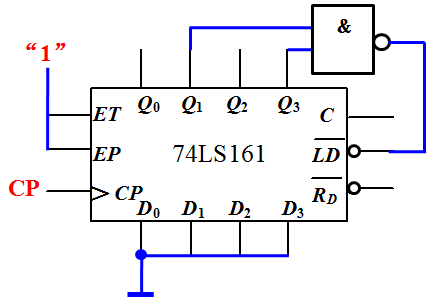 &
“1”
Q0 Q1 Q2 Q3
ET C
EP 74LS161 LD
CP CP RD
D0 D1 D2 D3